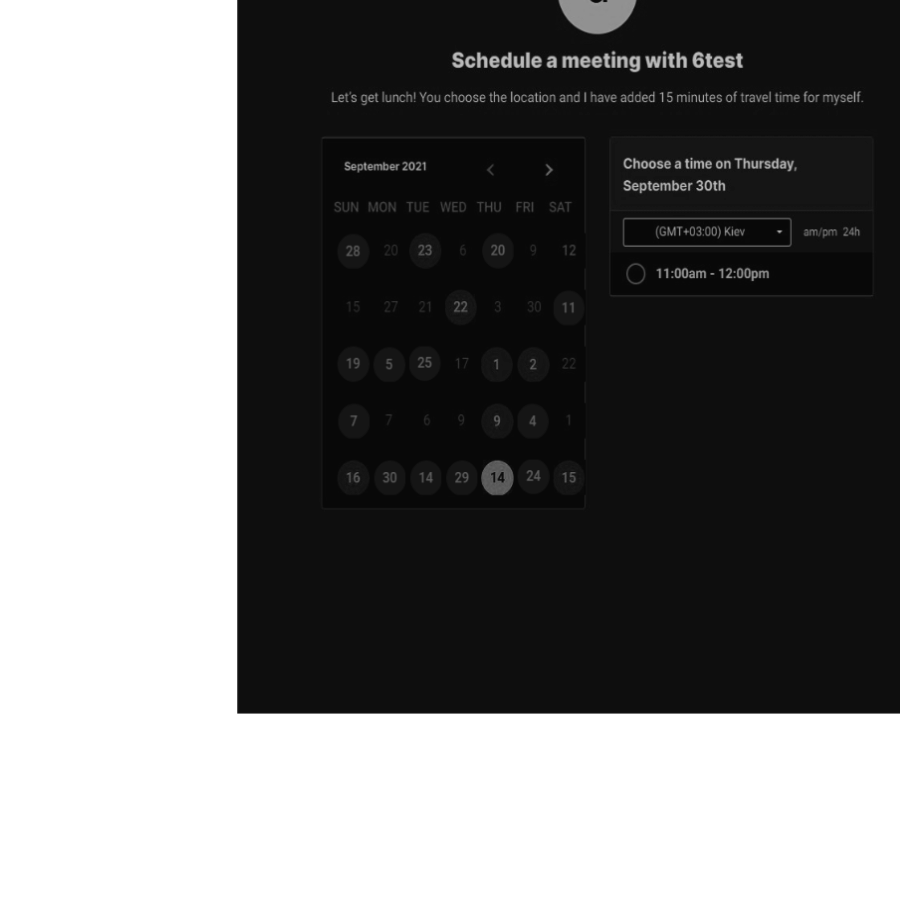 Schedule a meeting with 6test
Let's get lunch! You choose the location and I have added 15 minutes of travel time for myself.
September 2021
SUN MON TUE WED THU FRI SAT
28 20 23 6 20 9 12
15 27 21 22 3 30 11
19 5 25 17 1 2 22
7 7 6 9 9 4 1
16 30 14 29 14 24 15
Choose a time on Thursday,
September 30th
(GMT+03:00) Kiev am/pm 24h
11:00am - 12:00pm